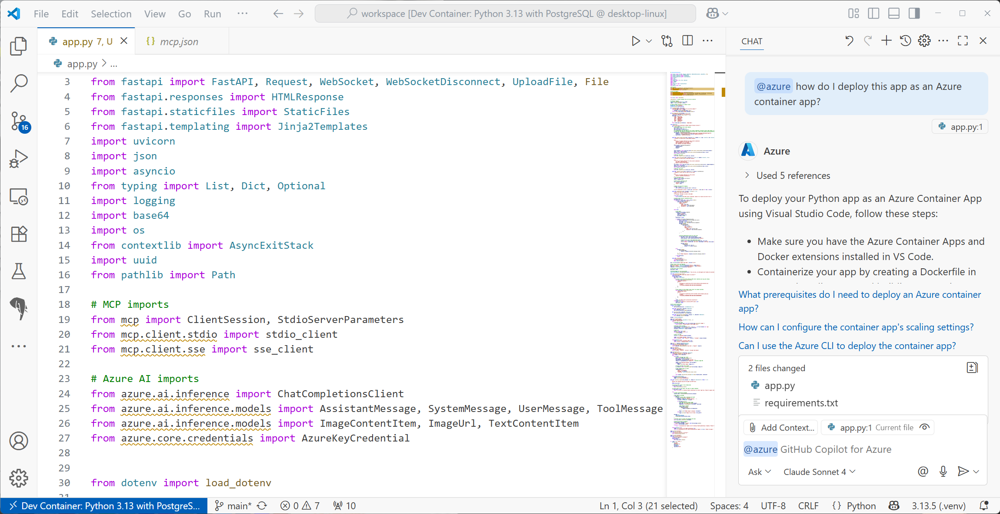 File Edit Selection View Go Run ···
workspace [Dev Container: Python 3.13 with PostgreSQL @ desktop-linux]
app.py 7, U
{} mcp.json
CHAT
app.py > ...
3 from fastapi import FastAPI, Request, WebSocket, WebSocketDisconnect, UploadFile, File
4 from fastapi.responses import HTMLResponse
5 from fastapi.staticfiles import StaticFiles
6 from fastapi.templating import Jinja2Templates
7 import uvicorn
8 import json
9 import asyncio
10 from typing import List, Dict, Optional
11 import logging
12 import base64
13 import os
14 from contextlib import AsyncExitStack
15 import uuid
16 from pathlib import Path
17
18 # MCP imports
19 from mcp import ClientSession, StdioServerParameters
20 from mcp.client.stdio import stdio_client
21 from mcp.client.sse import sse_client
22
23 # Azure AI imports
24 from azure.ai.inference import ChatCompletionsClient
25 from azure.ai.inference.models import AssistantMessage, SystemMessage, UserMessage, ToolMessage
26 from azure.ai.inference.models import ImageContentItem, ImageUrl, TextContentItem
27 from azure.core.credentials import AzureKeyCredential
28
29
30 from dotenv import load_dotenv
31
16
@azure how do I deploy this app as an Azure
container app?
app.py:1
Azure
> Used 5 references
To deploy your Python app as an Azure Container App
using Visual Studio Code, follow these steps:
• Make sure you have the Azure Container Apps and
Docker extensions installed in VS Code.
• Containerize your app by creating a Dockerfile in
What prerequisites do I need to deploy an Azure container
app?
How can I configure the container app's scaling settings?
Can I use the Azure CLI to deploy the container app?
2 files changed
app.py
requirements.txt
Add Context...
app.py:1 Current file
@azure GitHub Copilot for Azure
Ask
Claude Sonnet 4
Dev Container: Python 3.13 with PostgreS...
main*
0 7
10
Ln 1, Col 3 (21 selected)
Spaces: 4
UTF-8
CRLF
{} Python
3.13.5 (.venv)